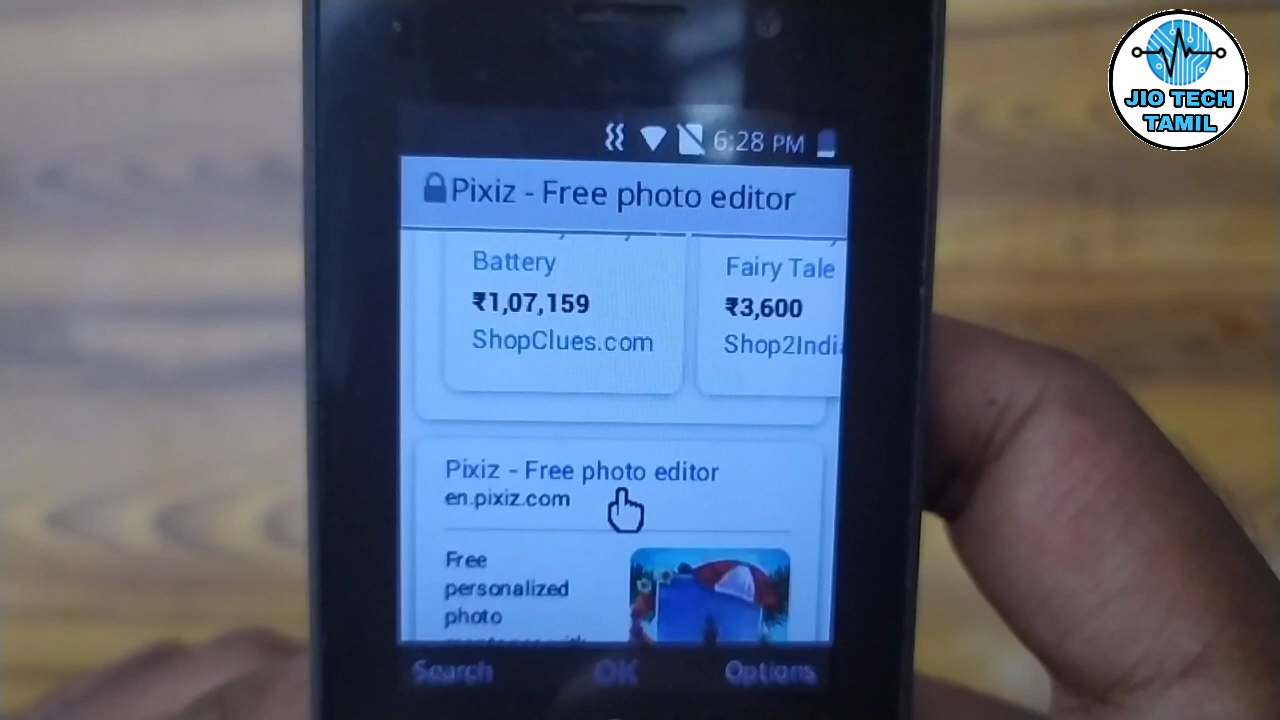 JIO TECH
TAMIL
6:28 PM
Pixiz - Free photo editor
Battery
₹1,07,159
ShopClues.com
Fairy Tale
₹3,600
Shop2Indi
Pixiz - Free photo editor
en.pixiz.com
Free
personalized
photo
Search OK Options